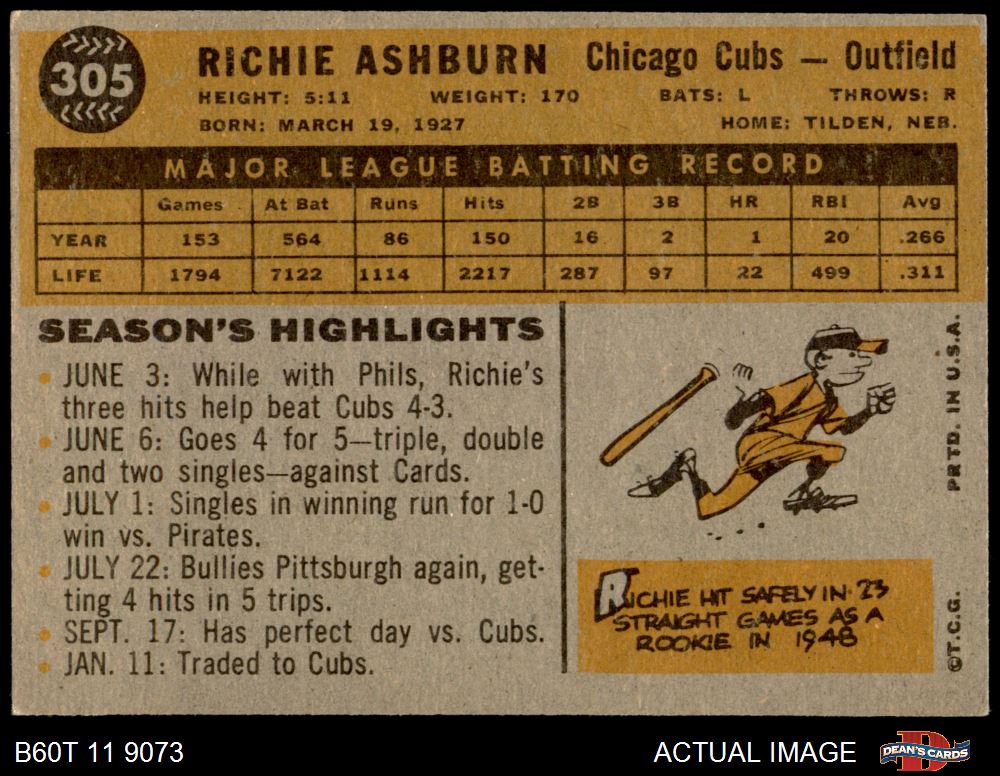 305
RICHIE ASHBURN Chicago Cubs — Outfield
HEIGHT: 5:11 WEIGHT: 170 BATS: L THROWS: R
BORN: MARCH 19, 1927 HOME: TILDEN, NEB.
MAJOR LEAGUE BATTING RECORD
Games At Bat Runs Hits 2B 3B HR RBI Avg
YEAR 153 564 86 150 16 2 1 20 .266
LIFE 1794 7122 1114 2217 287 97 22 499 .311
SEASON'S HIGHLIGHTS
• JUNE 3: While with Phils, Richie's
three hits help beat Cubs 4-3.
• JUNE 6: Goes 4 for 5—triple, double
and two singles—against Cards.
• JULY 1: Singles in winning run for 1-0
win vs. Pirates.
• JULY 22: Bullies Pittsburgh again, get-
ting 4 hits in 5 trips.
• SEPT. 17: Has perfect day vs. Cubs.
• JAN. 11: Traded to Cubs.
RICHIE HIT SAFELY IN 23
STRAIGHT GAMES AS A
ROOKIE IN 1948
©T.C.G. PRTD. IN U.S.A.
B60T 11 9073 ACTUAL IMAGE D DEAN'S CARDS